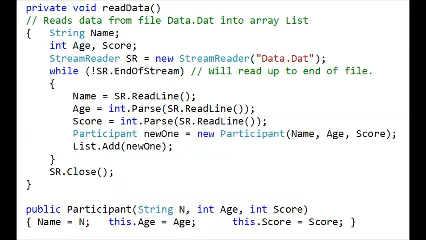 private void readData()
// Reads data from file Data.Dat into array List
{   String Name;
    int Age, Score;
    StreamReader SR = new StreamReader("Data.Dat");
    while (!SR.EndOfStream) // Will read up to end of file.
    {
        Name = SR.ReadLine();
        Age = int.Parse(SR.ReadLine());
        Score = int.Parse(SR.ReadLine());
        Participant newOne = new Participant(Name, Age, Score);
        List.Add(newOne);
    }
    SR.Close();
}
public Participant(String N, int Age, int Score)
{ Name = N;   this.Age = Age;      this.Score = Score; }